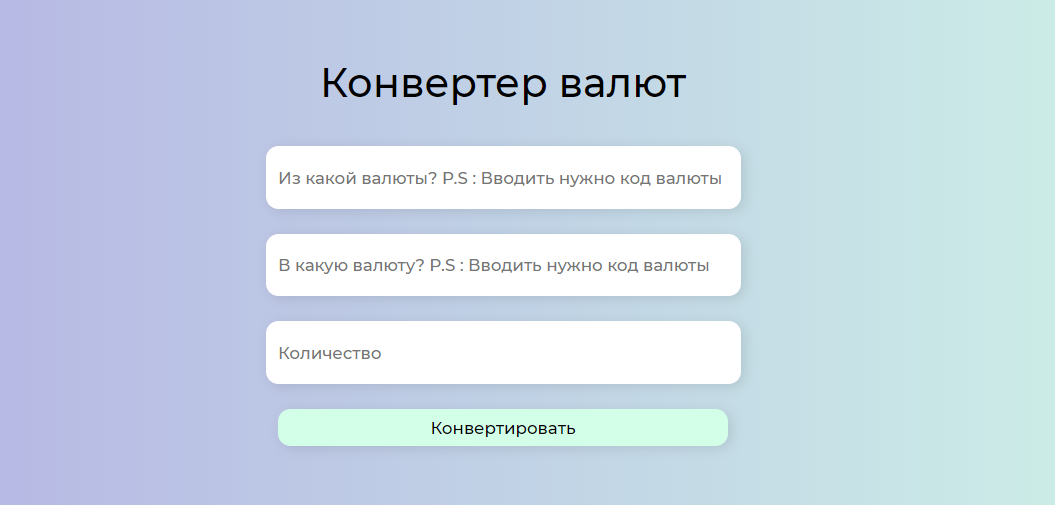 Конвертер валют
Из какой валюты? P.S : Вводить нужно код валюты
В какую валюту? P.S : Вводить нужно код валюты
Количество
Конвертировать